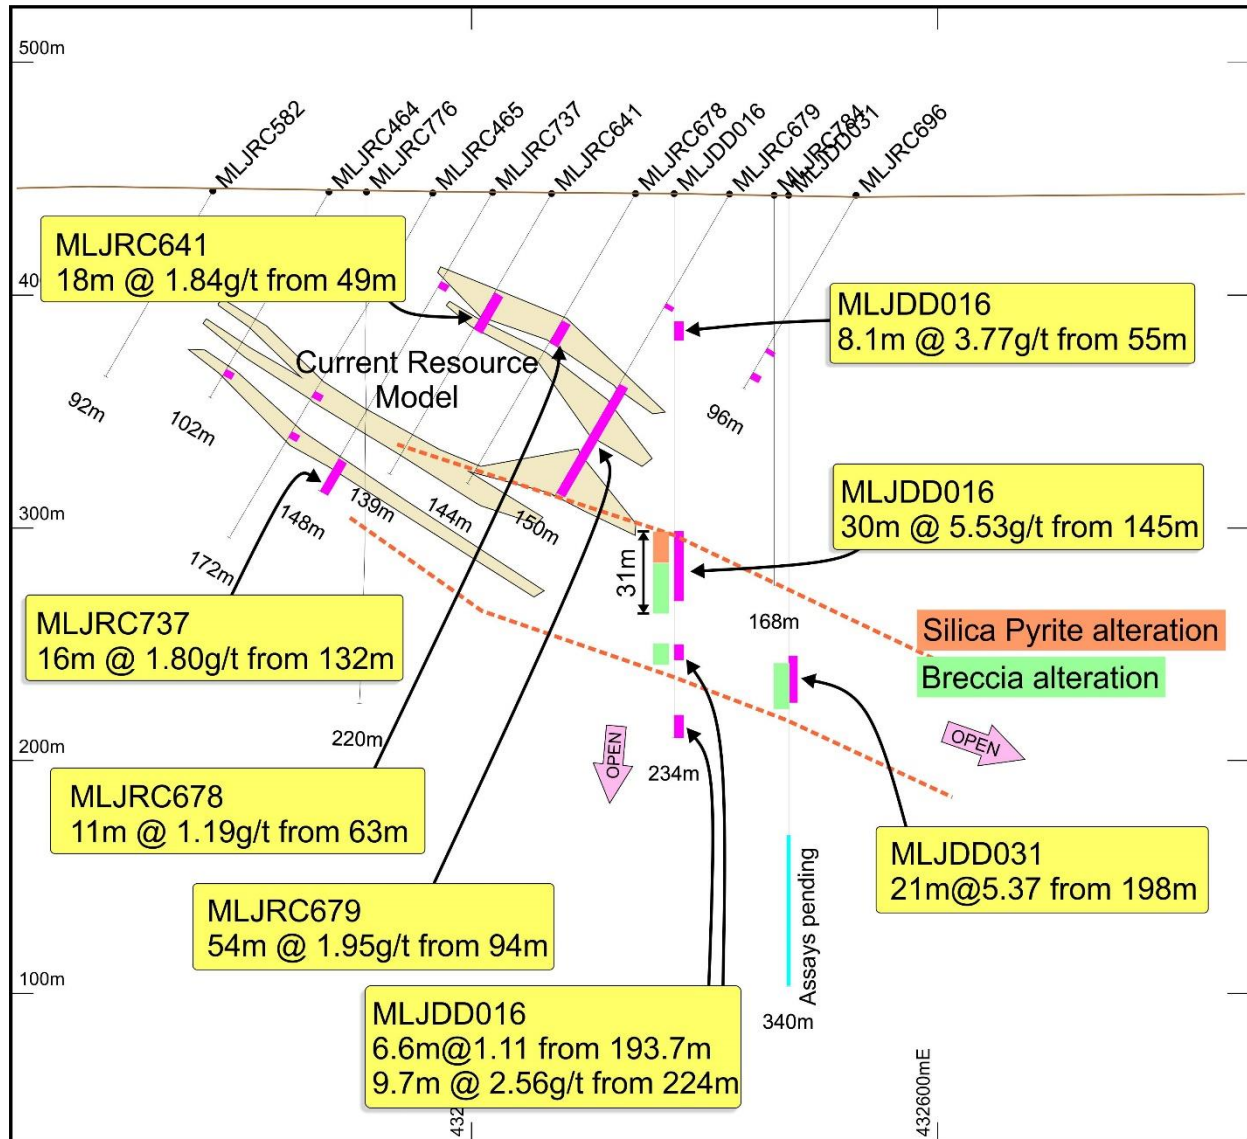 500m
MLJRC582
MLJRC464
MLJRC776
MLJRC465
MLJRC737
MLJRC641
MLJRC678
MLJDD016
MLJRC679
MLJRC784
MLJDD031
MLJRC696
MLJRC641
18m @ 1.84g/t from 49m
40
MLJDD016
8.1m @ 3.77g/t from 55m
Current Resource
Model
92m
102m
96m
MLJDD016
30m @ 5.53g/t from 145m
139m
144m
150m
148m
172m
300m
31m
168m
Silica Pyrite alteration
Breccia alteration
MLJRC737
16m @ 1.80g/t from 132m
220m
OPEN
OPEN
200m
234m
MLJRC678
11m @ 1.19g/t from 63m
MLJDD031
21m@5.37 from 198m
MLJRC679
54m @ 1.95g/t from 94m
Assays pending
100m
340m
MLJDD016
6.6m@1.11 from 193.7m
9.7m @ 2.56g/t from 224m
432
432600mE